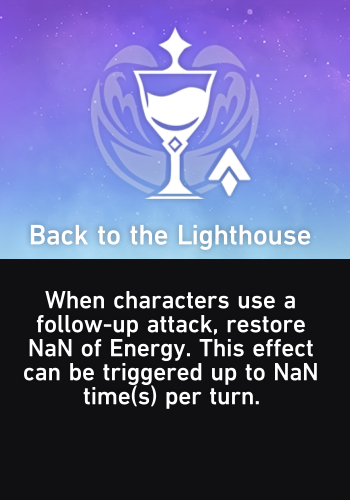 Back to the Lighthouse
When characters use a
follow-up attack, restore
NaN of Energy. This effect
can be triggered up to NaN
time(s) per turn.